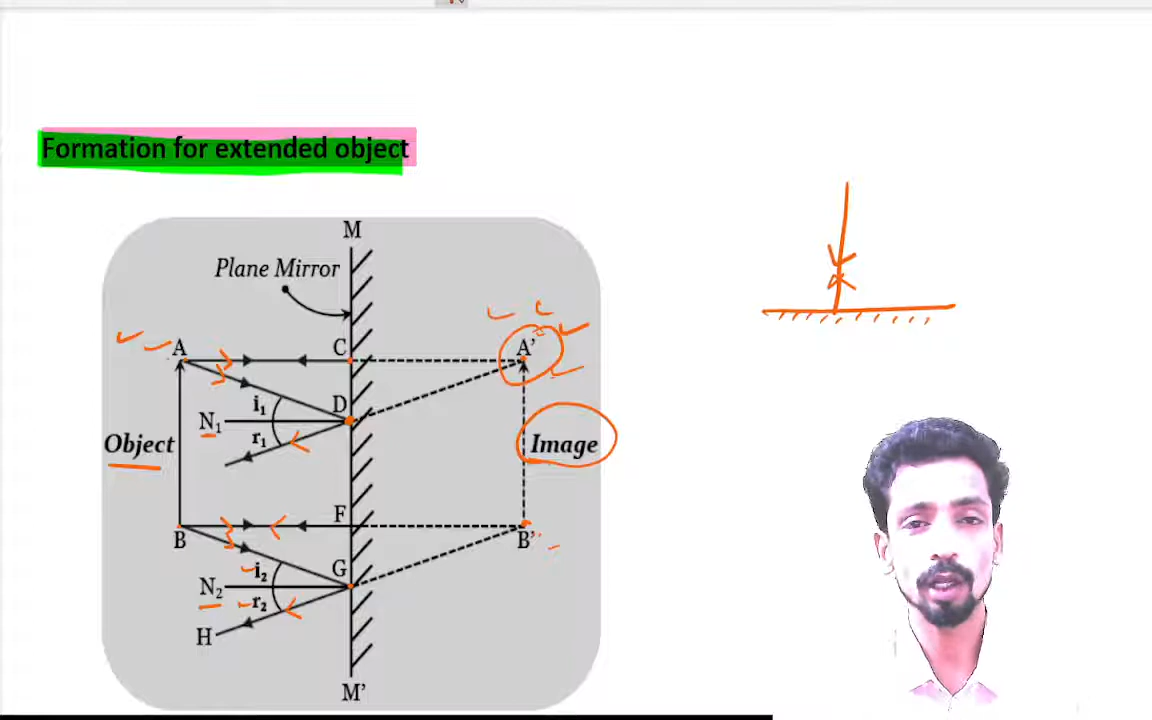 Formation for extended object
M
Plane Mirror
A C A'
i₁ D
N₁
r₁
Object Image
F
B B'
i₂ G
N₂
r₂
H
M'